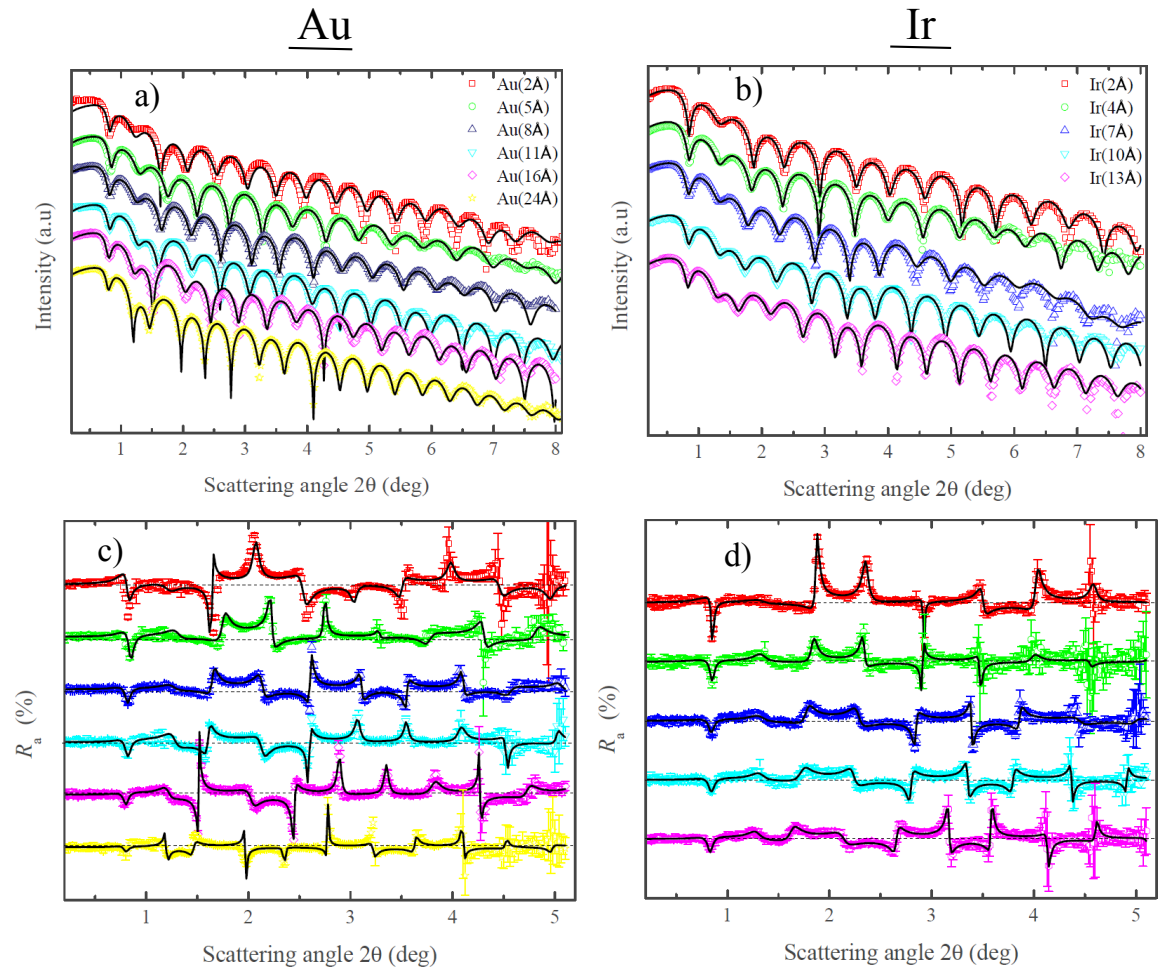 Au
Ir
a)
Au(2Å)
Au(5Å)
Au(8Å)
Au(11Å)
Au(16Å)
Au(24Å)
Intensity (a.u)
1 2 3 4 5 6 7 8
Scattering angle 2θ (deg)
b)
Ir(2Å)
Ir(4Å)
Ir(7Å)
Ir(10Å)
Ir(13Å)
Intensity (a.u)
1 2 3 4 5 6 7 8
Scattering angle 2θ (deg)
c)
Ra (%)
1 2 3 4 5
Scattering angle 2θ (deg)
d)
Ra (%)
1 2 3 4 5
Scattering angle 2θ (deg)